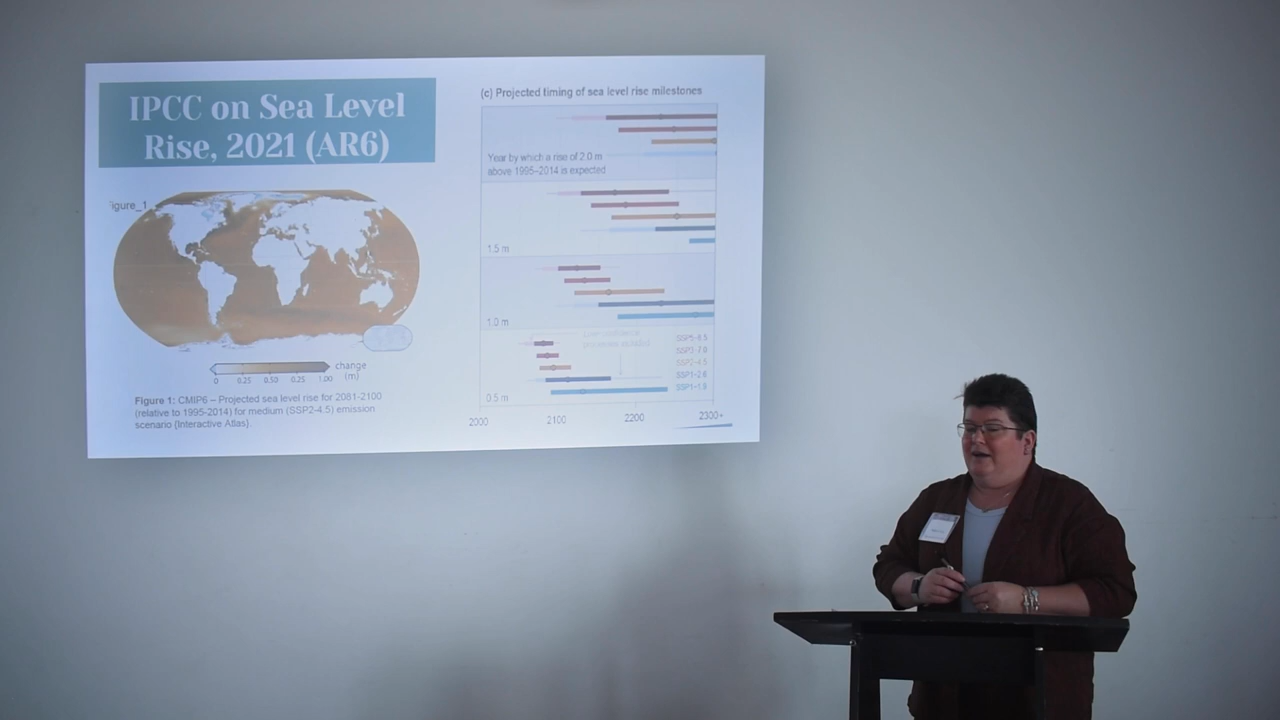 IPCC on Sea Level
Rise, 2021 (AR6)
igure_1
change
(m)
0 0.25 0.50 0.25 1.00
Figure 1: CMIP6 – Projected sea level rise for 2081-2100
(relative to 1995-2014) for medium (SSP2-4.5) emission
scenario (Interactive Atlas).
(c) Projected timing of sea level rise milestones
Year by which a rise of 2.0 m
above 1995–2014 is expected
1.5 m
1.0 m
SSP5-8.5
SSP3-7.0
SSP2-4.5
SSP1-2.6
SSP1-1.9
0.5 m
2000 2100 2200 2300+